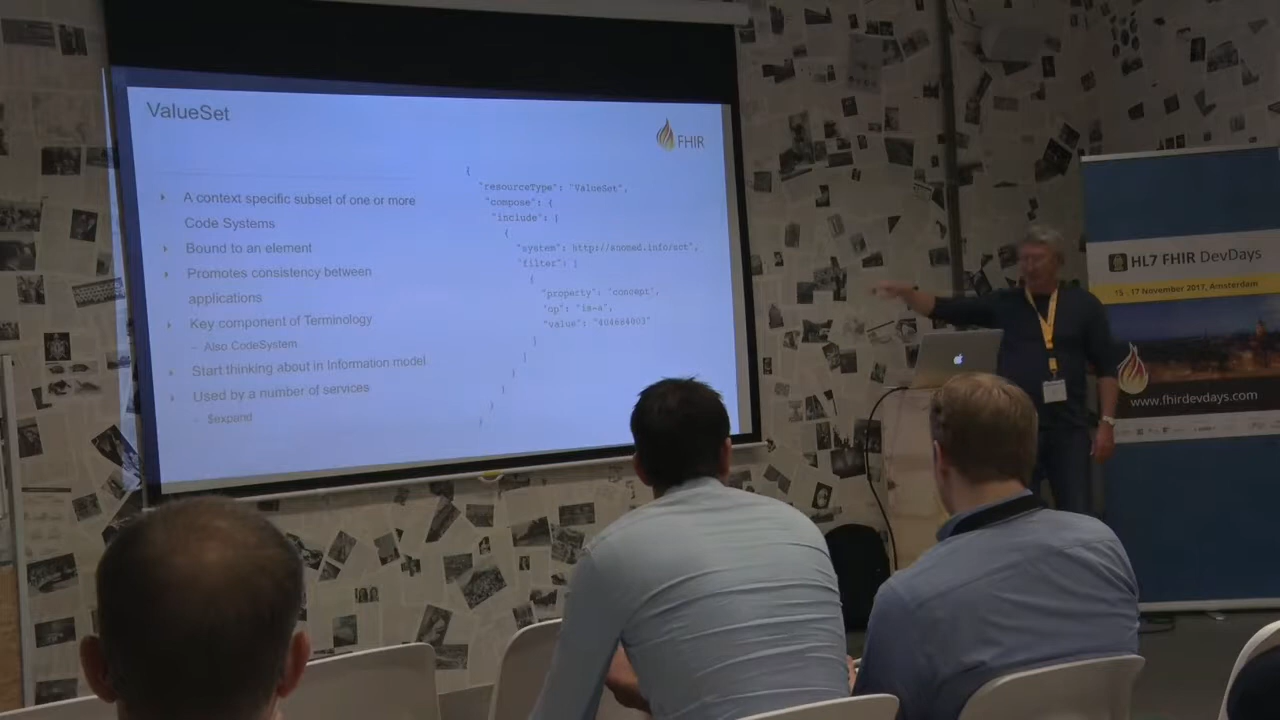 ValueSet
FHIR
A context specific subset of one or more
Code Systems
Bound to an element
Promotes consistency between
applications
Key component of Terminology
– Also CodeSystem
Start thinking about in Information model
Used by a number of services
– $expand
{
"resourceType": "ValueSet",
"compose": {
"include": [
{
"system": http://snomed.info/sct,
"filter": [
{
"property": "concept",
"op": "is-a",
"value": "404684003"
}
]
}
]
}
HL7 FHIR DevDays
15 - 17 November 2017, Amsterdam
www.fhirdevdays.com